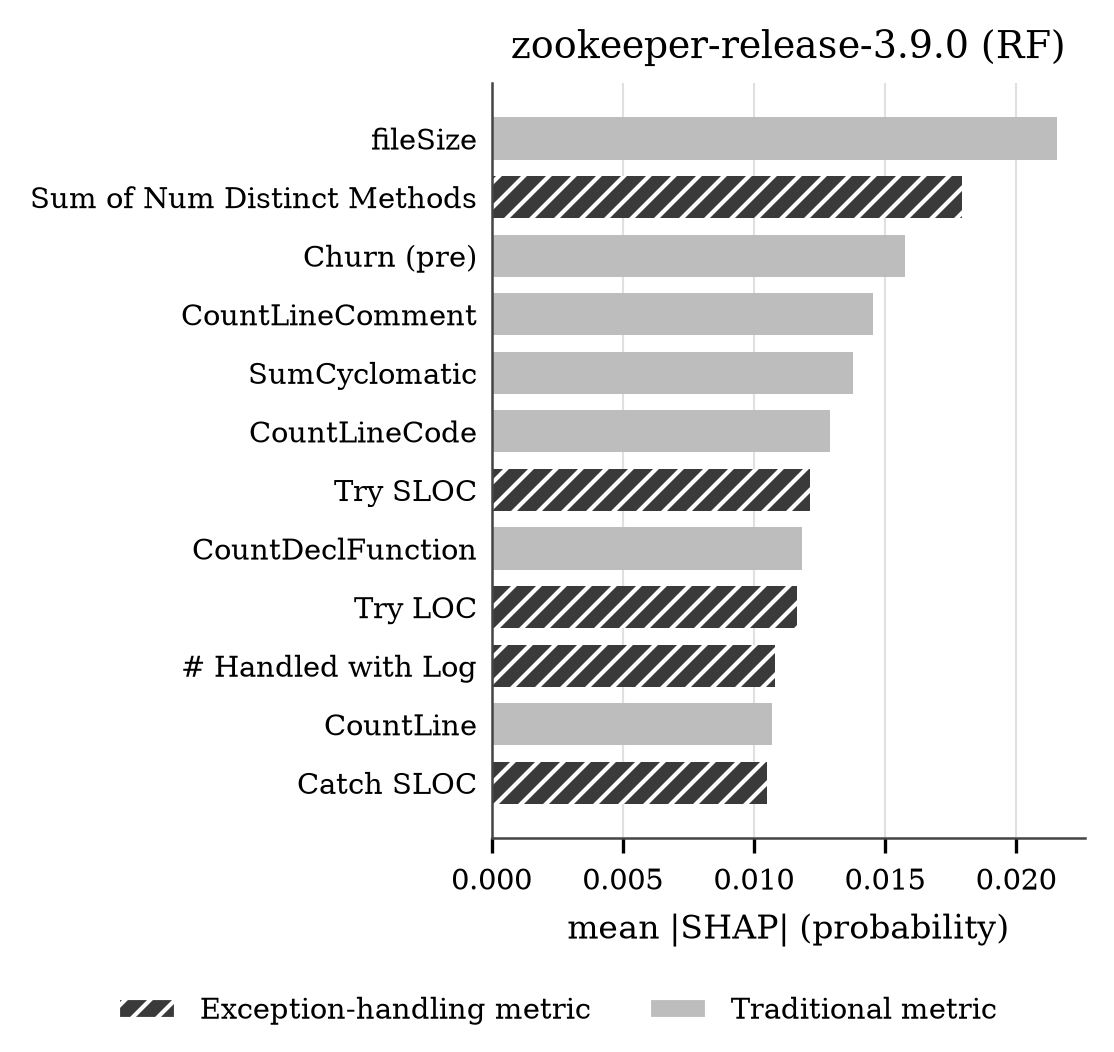 zookeeper-release-3.9.0 (RF)
fileSize
Sum of Num Distinct Methods
Churn (pre)
CountLineComment
SumCyclomatic
CountLineCode
Try SLOC
CountDeclFunction
Try LOC
# Handled with Log
CountLine
Catch SLOC
0.000 0.005 0.010 0.015 0.020
mean |SHAP| (probability)
Exception-handling metric Traditional metric